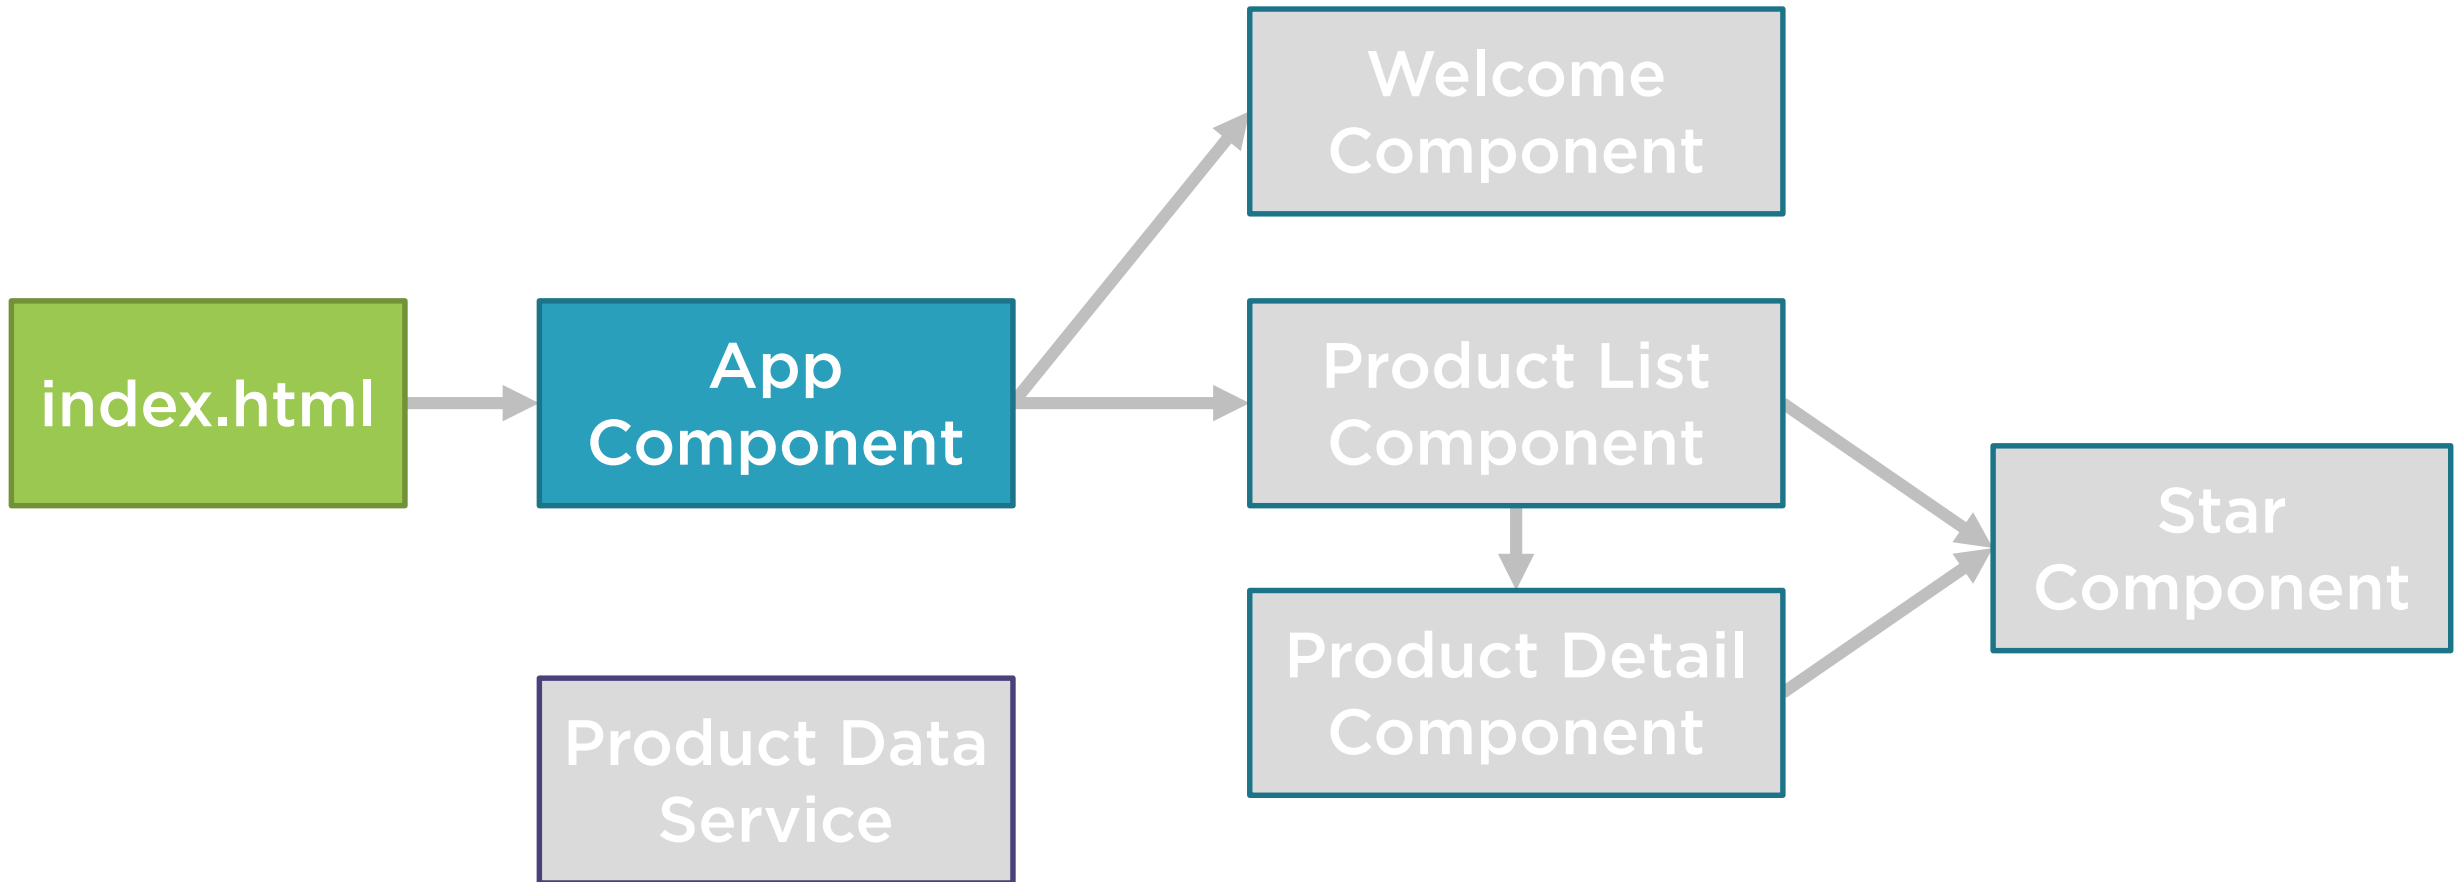 Welcome
Component
index.html
App
Component
Product List
Component
Star
Component
Product Detail
Component
Product Data
Service